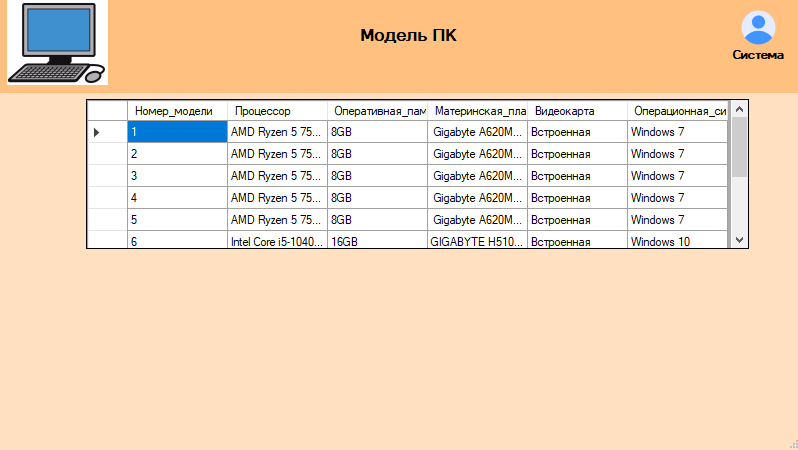 Модель ПК
Система
Номер_модели Процессор Оперативная_пам Материнская_пла Видеокарта Операционная_си
1 AMD Ryzen 5 75... 8GB Gigabyte A620M... Встроенная Windows 7
2 AMD Ryzen 5 75... 8GB Gigabyte A620M... Встроенная Windows 7
3 AMD Ryzen 5 75... 8GB Gigabyte A620M... Встроенная Windows 7
4 AMD Ryzen 5 75... 8GB Gigabyte A620M... Встроенная Windows 7
5 AMD Ryzen 5 75... 8GB Gigabyte A620M... Встроенная Windows 7
6 Intel Core i5-1040... 16GB GIGABYTE H510... Встроенная Windows 10